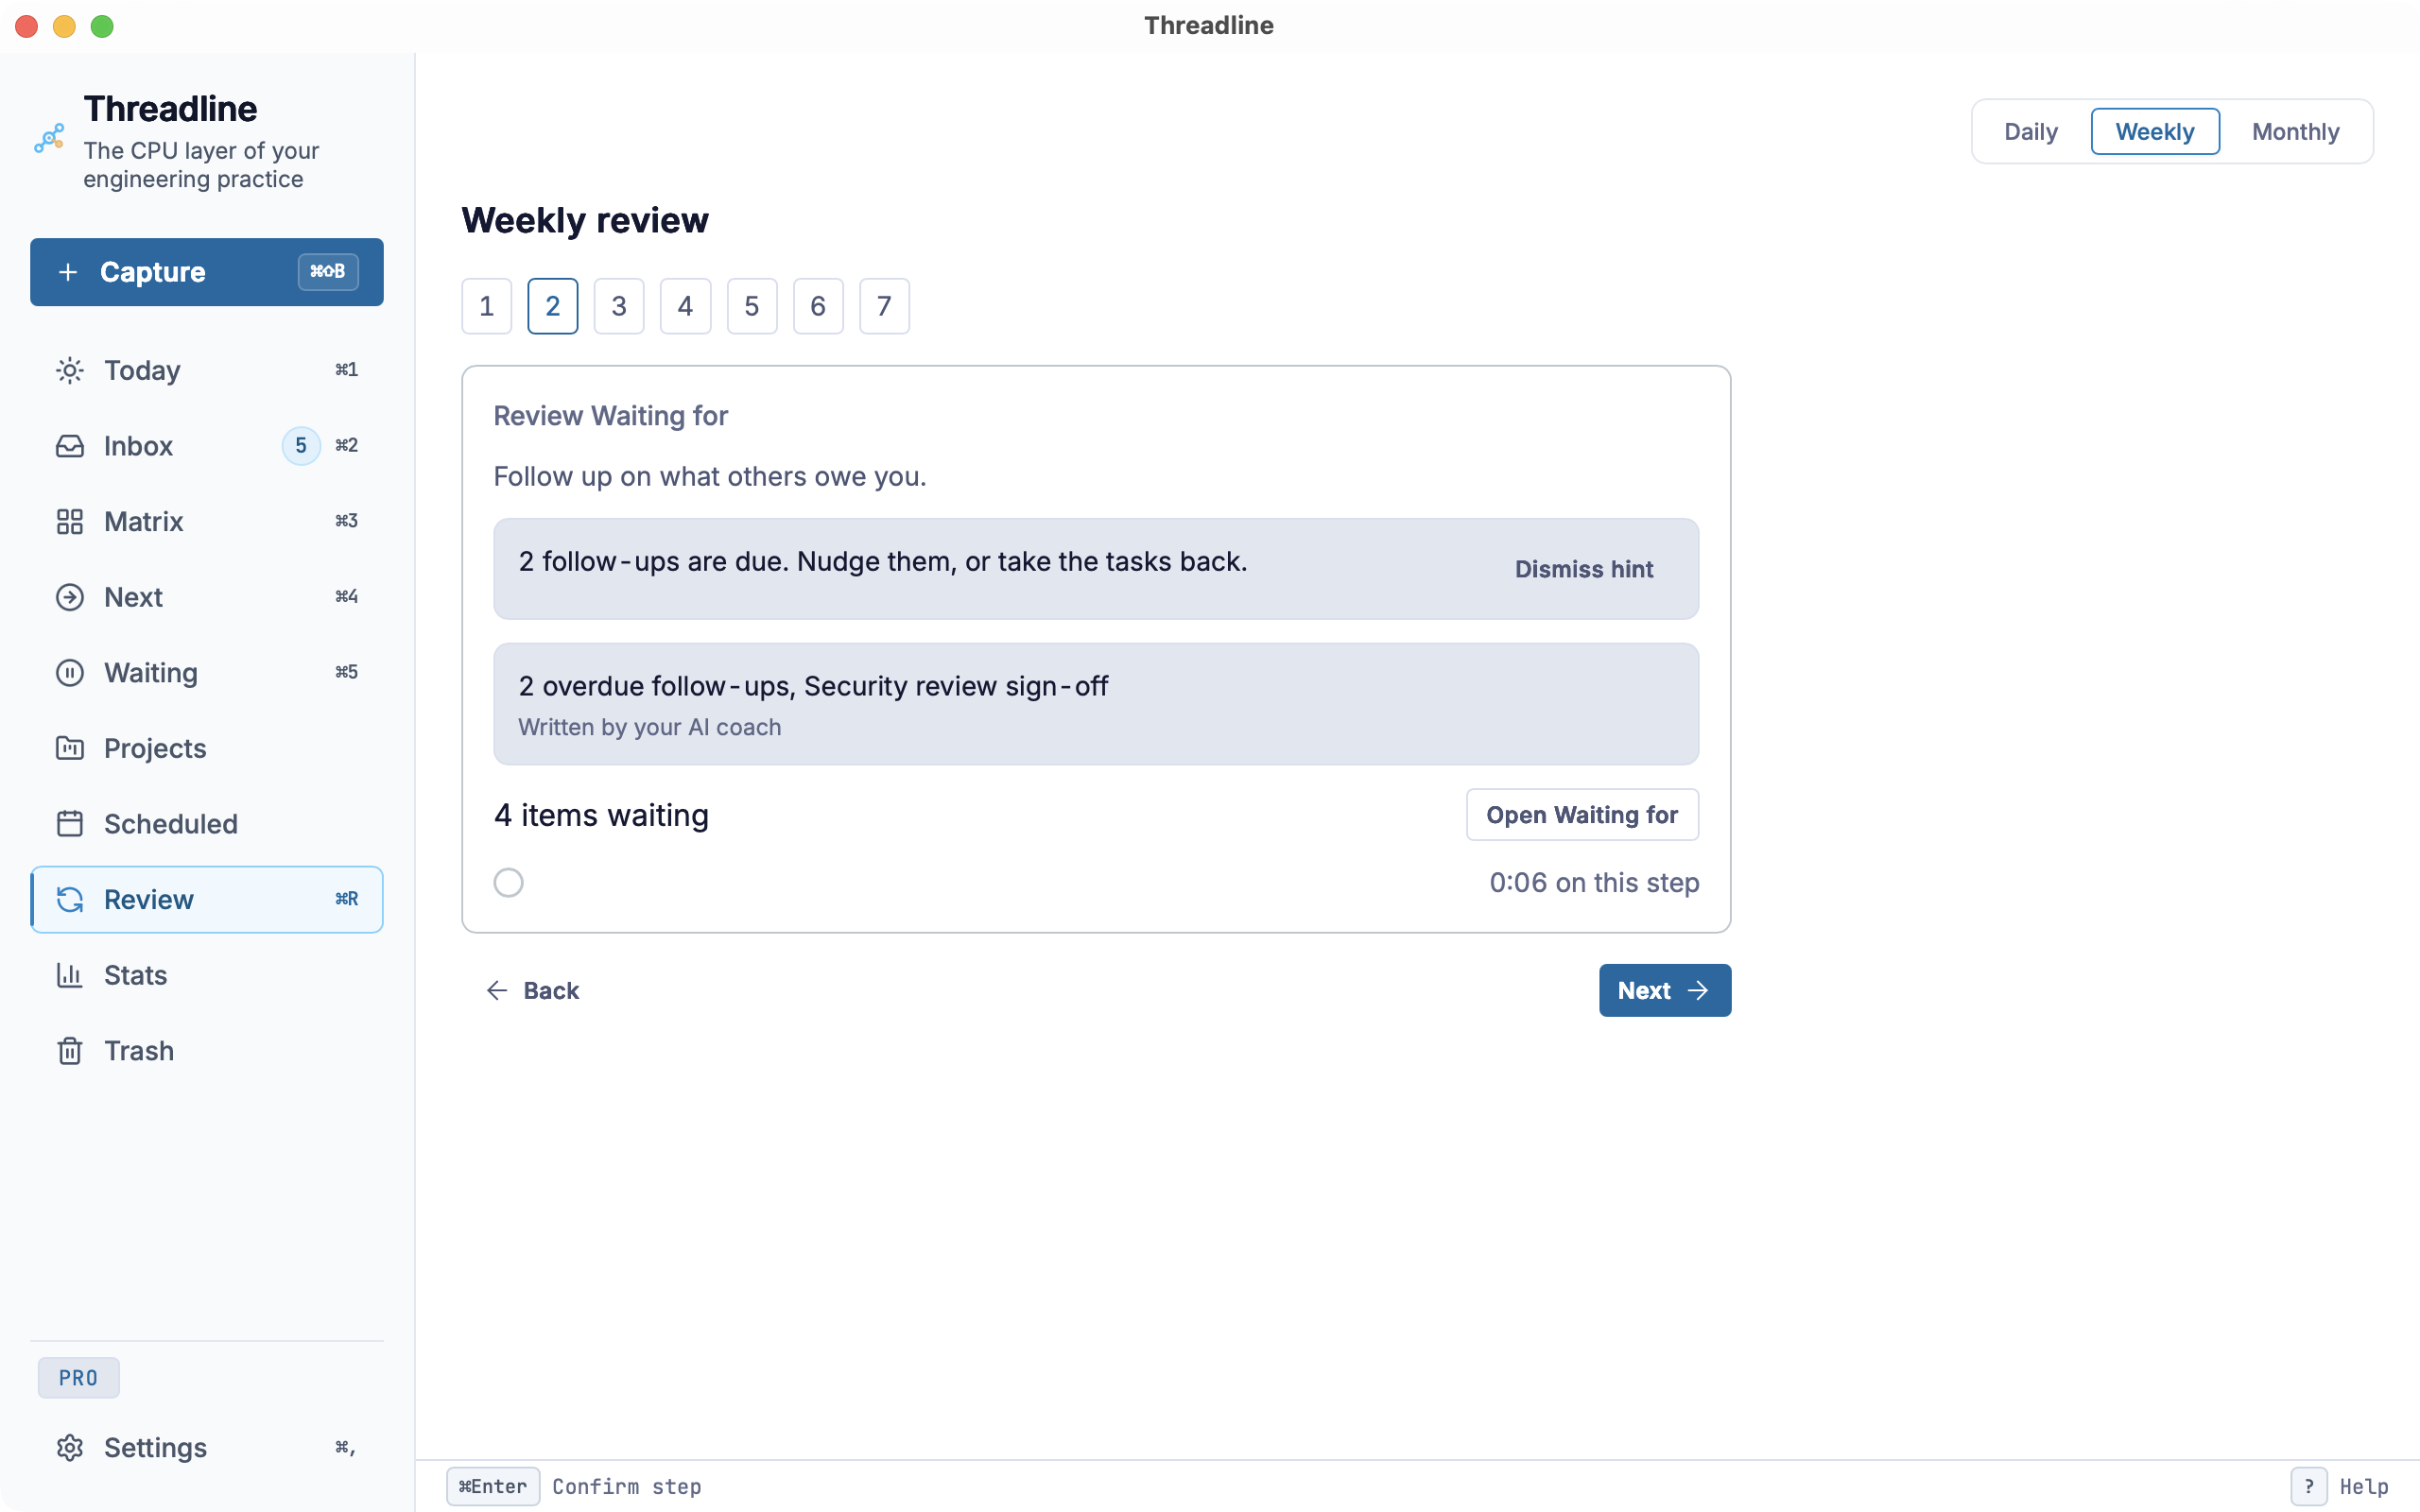 Threadline
Threadline
The CPU layer of your
engineering practice
Capture ⌘⇧B
Today ⌘1
Inbox 5 ⌘2
Matrix ⌘3
Next ⌘4
Waiting ⌘5
Projects
Scheduled
Review ⌘R
Stats
Trash
PRO
Settings ⌘,
Daily Weekly Monthly
Weekly review
1 2 3 4 5 6 7
Review Waiting for
Follow up on what others owe you.
2 follow-ups are due. Nudge them, or take the tasks back. Dismiss hint
2 overdue follow-ups, Security review sign-off
Written by your AI coach
4 items waiting Open Waiting for
0:06 on this step
Back Next
⌘Enter Confirm step ? Help